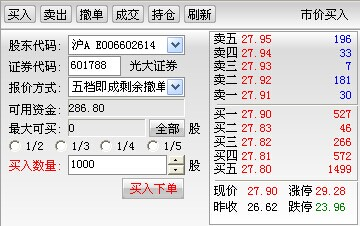 买入 卖出 撤单 成交 持仓 刷新 市价买入
股东代码: 沪A E006602614
证券代码: 601788 光大证券
报价方式: 五档即成剩余撤单
可用资金: 286.80
最大可买: 0 全部 股
1/2 1/3 1/4 1/5
买入数量: 1000 股
买入下单
卖五 27.95 196
卖四 27.94 33
卖三 27.93 7
卖二 27.92 112
卖一 27.91 30
买一 27.90 527
买二 27.83 46
买三 27.82 266
买四 27.81 572
买五 27.80 1499
现价 27.90 涨停 29.28
昨收 26.62 跌停 23.96